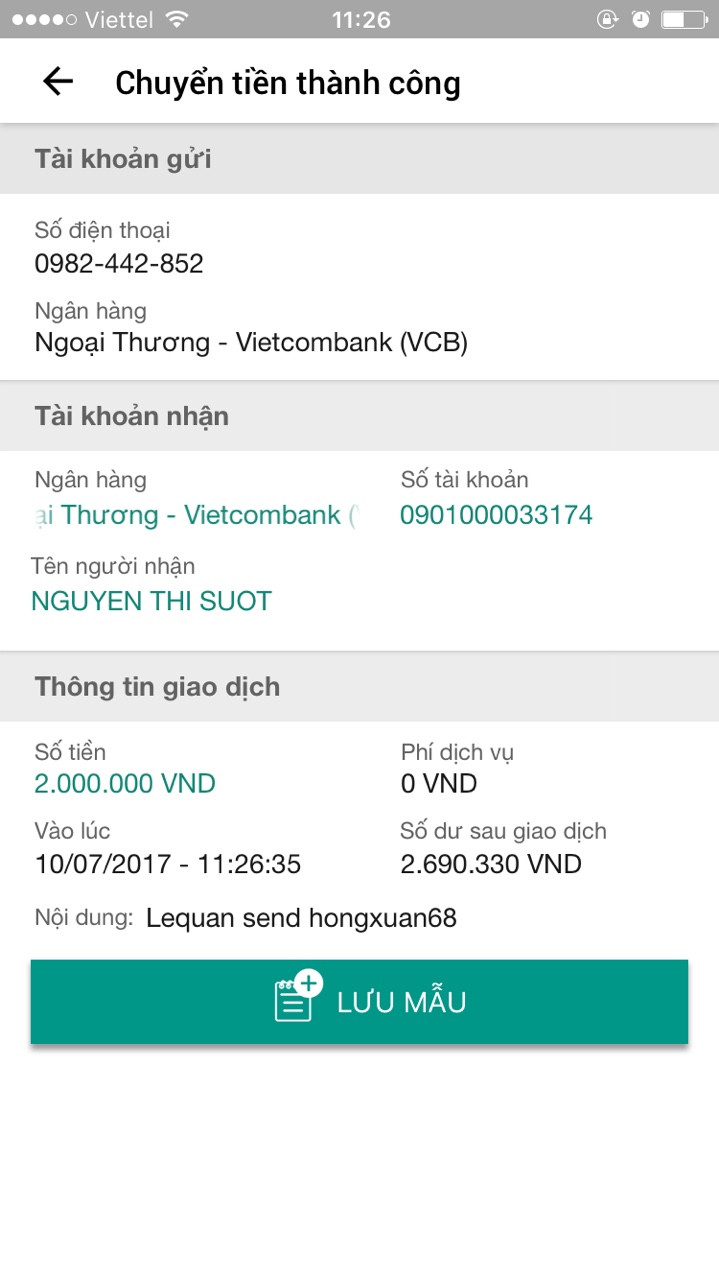 Viettel 11:26
Chuyển tiền thành công
Tài khoản gửi
Số điện thoại
0982-442-852
Ngân hàng
Ngoại Thương - Vietcombank (VCB)
Tài khoản nhận
Ngân hàng Số tài khoản
ại Thương - Vietcombank ( 0901000033174
Tên người nhận
NGUYEN THI SUOT
Thông tin giao dịch
Số tiền Phí dịch vụ
2.000.000 VND 0 VND
Vào lúc Số dư sau giao dịch
10/07/2017 - 11:26:35 2.690.330 VND
Nội dung: Lequan send hongxuan68
LƯU MẪU